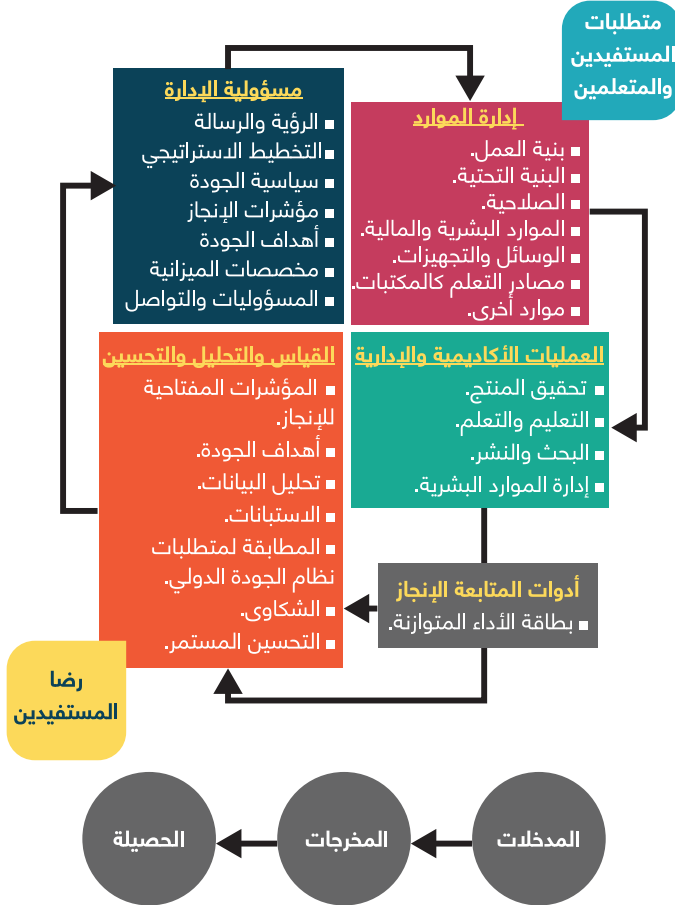 متطلبات
المستفيدين
والمتعلمين
مسؤولية الإدارة
الرؤية والرسالة
التخطيط الاستراتيجي
سياسية الجودة
مؤشرات الإنجاز
أهداف الجودة
مخصصات الميزانية
المسؤوليات والتواصل
إدارة الموارد
بنية العمل.
البنية التحتية.
الصلاحية.
الموارد البشرية والمالية.
الوسائل والتجهيزات.
مصادر التعلم كالمكتبات.
موارد أخرى.
العمليات الأكاديمية والإدارية
تحقيق المنتج.
التعليم والتعلم.
البحث والنشر.
إدارة الموارد البشرية.
أدوات المتابعة الإنجاز
بطاقة الأداء المتوازنة.
القياس والتحليل والتحسين
المؤشرات المفتاحية
للإنجاز.
أهداف الجودة.
تحليل البيانات.
الاستبانات.
المطابقة لمتطلبات
نظام الجودة الدولي.
الشكاوى.
التحسين المستمر.
رضا
المستفيدين
المدخلات
المخرجات
الحصيلة